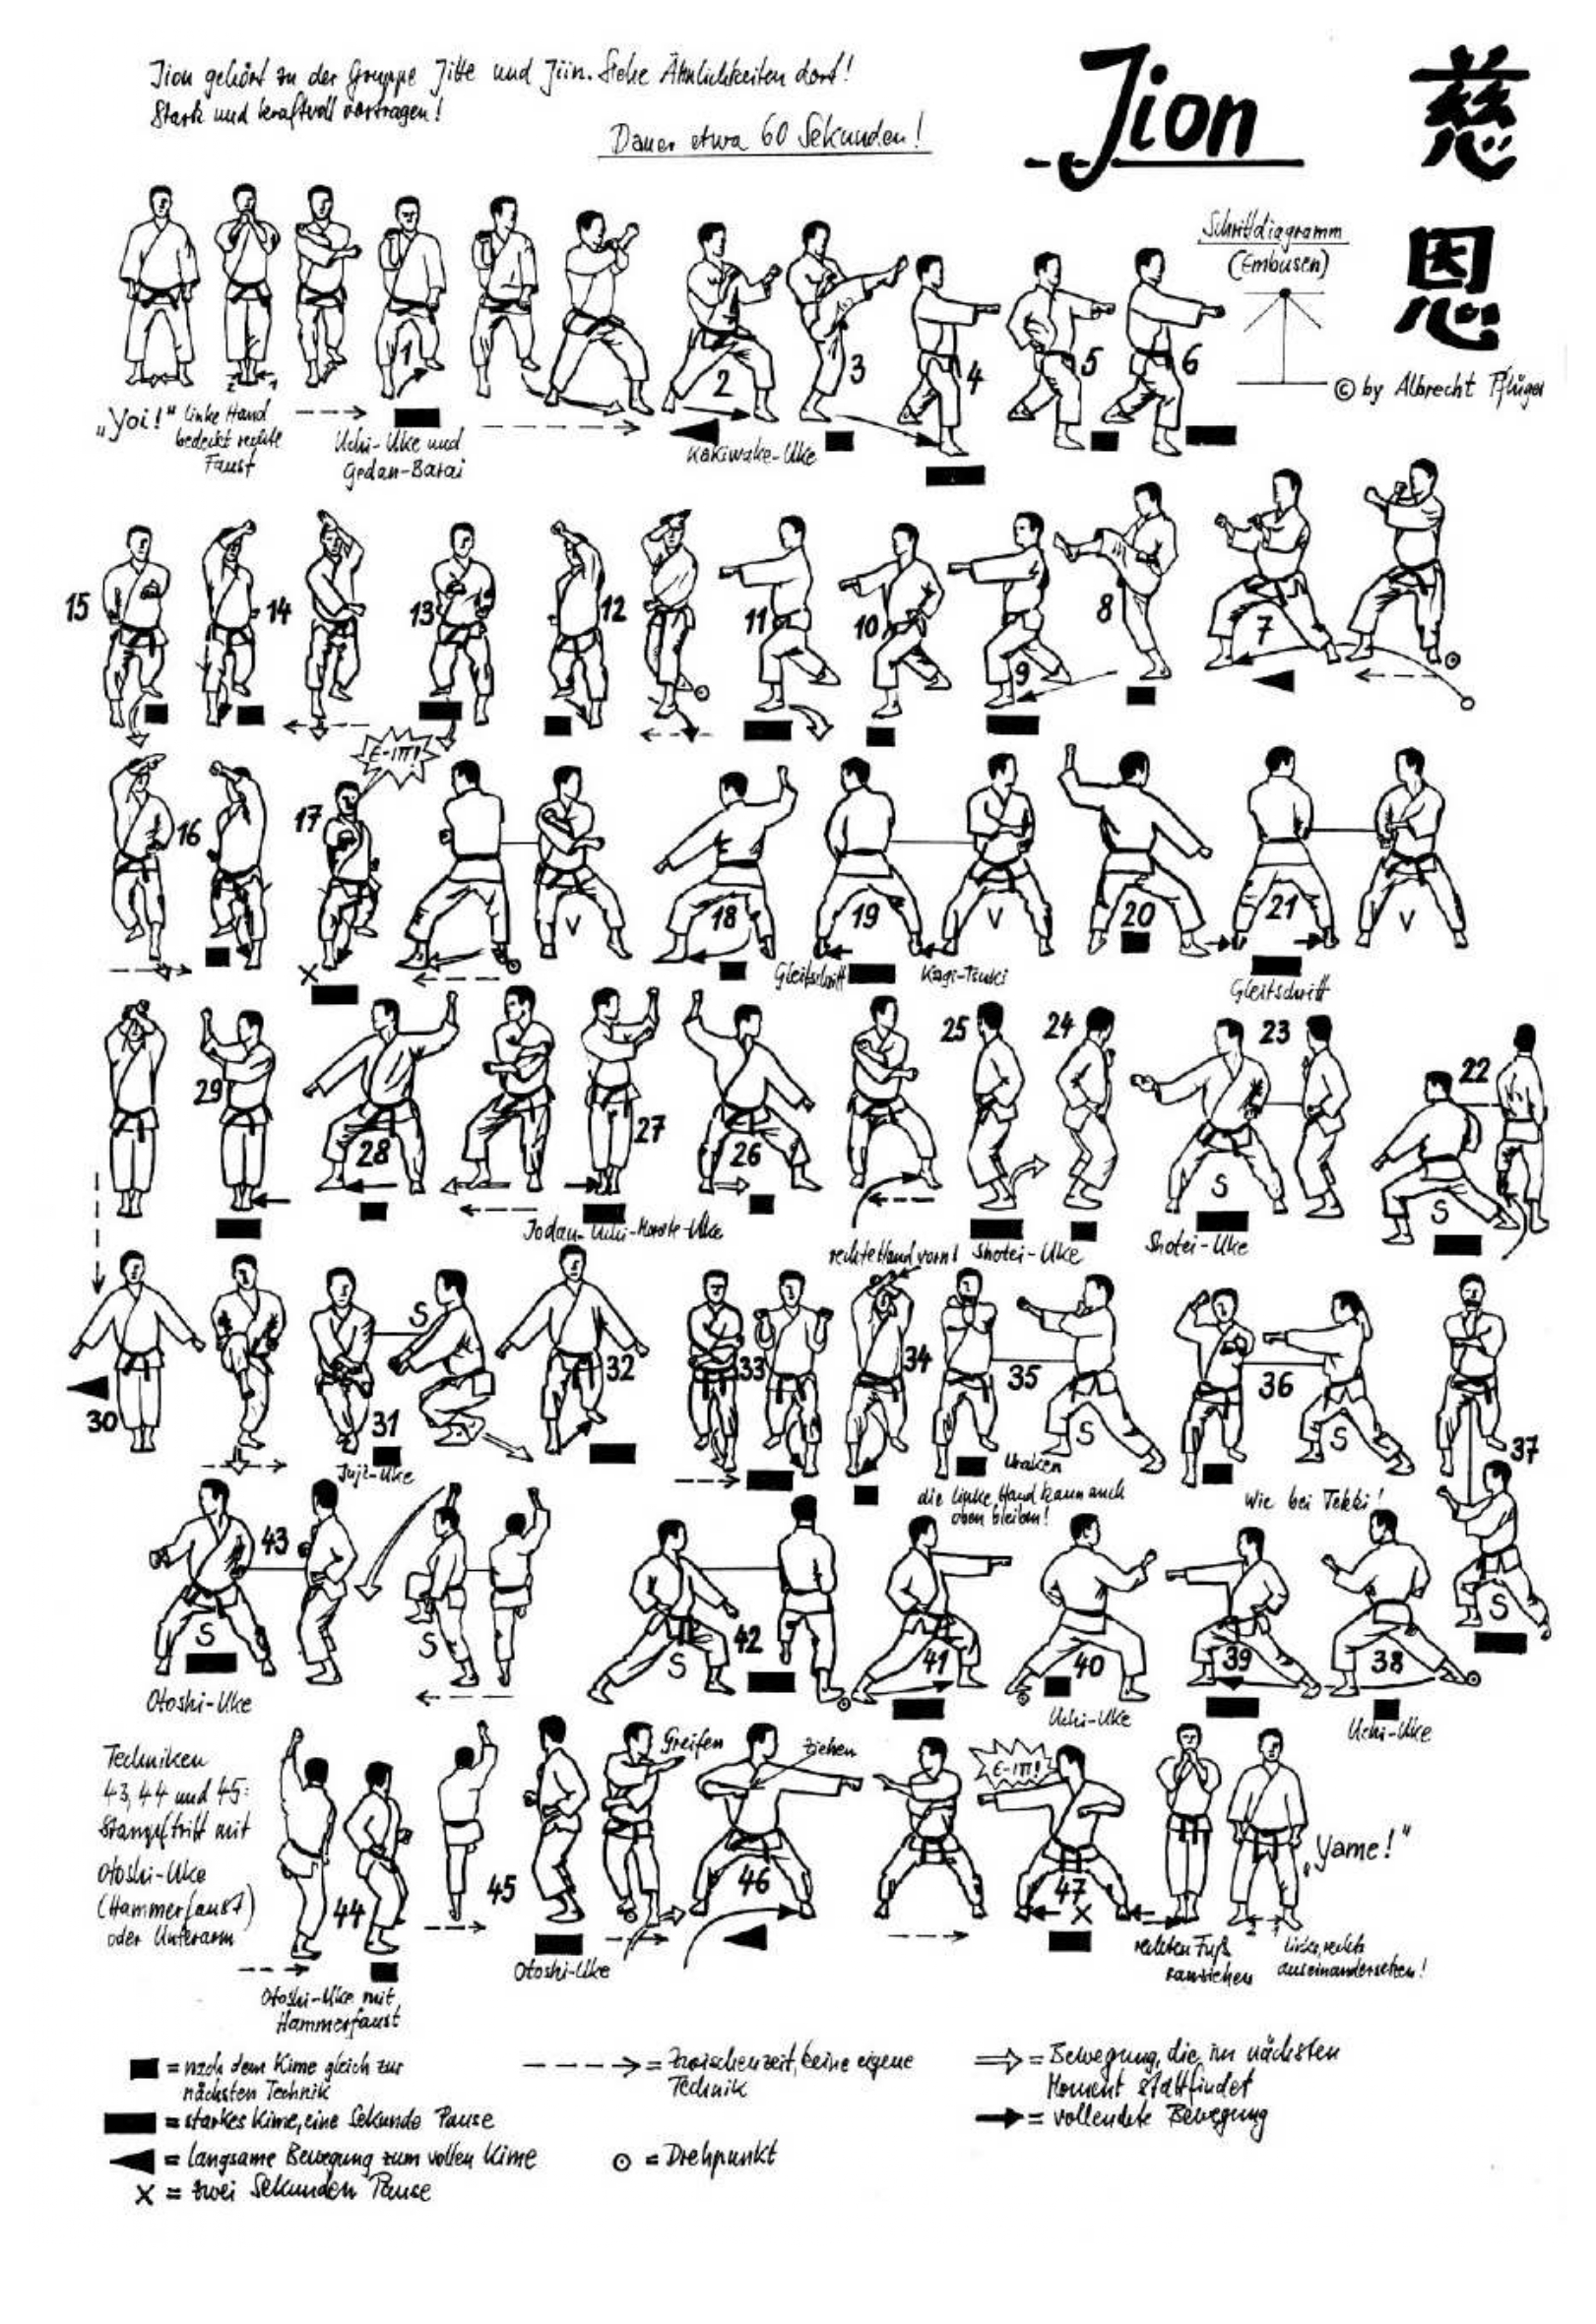 Jion gehört zu der Gruppe Jitte und Jiin. Siehe Ähnlichkeiten dort!
Stark und kraftvoll vortragen!
Dauer etwa 60 Sekunden!
Jion
慈
恩
Schrittdiagramm
(Embusen)
© by Albrecht Pflüger
1
2
3
4
5
6
2 1
"Yoi!" linke Hand
bedeckt rechte
Faust
Uchi-Uke und
Gedan-Barai
Kakiwake-Uke
15
14
13
12
11
10
9
8
7
E-III!
16
17
18
19
V
20
21
V
V
X
Gleitschritt
Kagi-Tsuki
Gleitschritt
29
28
27
26
25
24
23
22
S
S
Jodan-Uchi-Morote-Uke
rechte Hand vorn!
Shotei-Uke
Shotei-Uke
30
31
S
32
33
34
35
S
36
S
37
S
Juji-Uke
Uraken
die linke Hand kann auch
oben bleiben!
Wie bei Tekki!
43
S
S
42
S
41
40
39
38
Otoshi-Uke
Uchi-Uke
Uchi-Uke
Techniken
43, 44 und 45:
Stampftritt mit
Otoshi-Uke
(Hammerfaust)
oder Unterarm
44
45
Greifen
ziehen
46
E-III!
47
X
"Yame!"
Otoshi-Uke mit
Hammerfaust
Otoshi-Uke
rechten Fuß
ranziehen
2 1
links, rechts
auseinandersetzen!
= nach dem Kime gleich zur
nächsten Technik
= starkes Kime, eine Sekunde Pause
= langsame Bewegung zum vollen Kime
X = zwei Sekunden Pause
= Zwischenzeit, keine eigene
Technik
= Drehpunkt
= Bewegung, die im nächsten
Moment stattfindet
= vollendete Bewegung